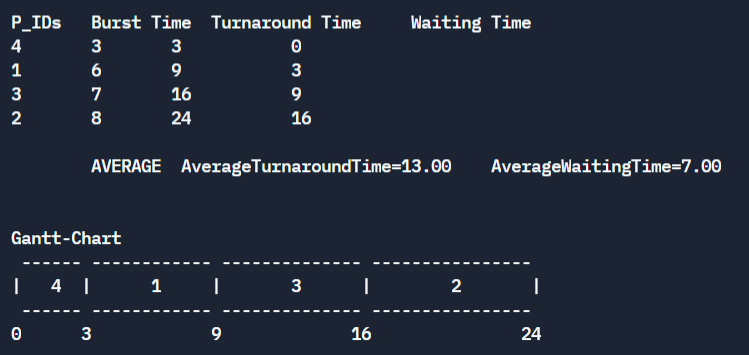 P_IDs   Burst Time  Turnaround Time     Waiting Time
4       3       3           0
1       6       9           3
3       7       16          9
2       8       24          16
        AVERAGE  AverageTurnaroundTime=13.00    AverageWaitingTime=7.00
Gantt-Chart
 ------ ------------ -------------- ----------------
|   4  |      1     |       3      |        2       |
 ------ ------------ -------------- ----------------
0      3            9             16               24